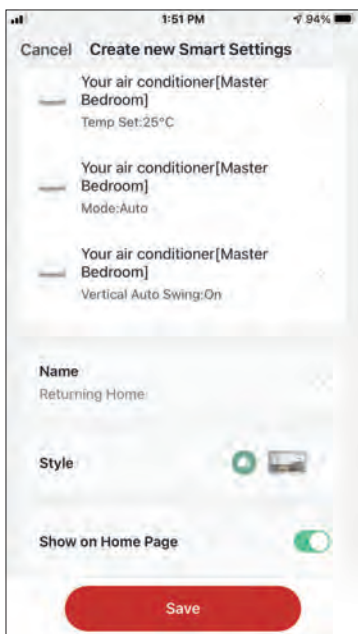 1:51 PM
94%
Cancel Create new Smart Settings
Your air conditioner[Master
Bedroom]
Temp Set:25°C
Your air conditioner[Master
Bedroom]
Mode:Auto
Your air conditioner[Master
Bedroom]
Vertical Auto Swing:On
Name
Returning Home
Style
Show on Home Page
Save